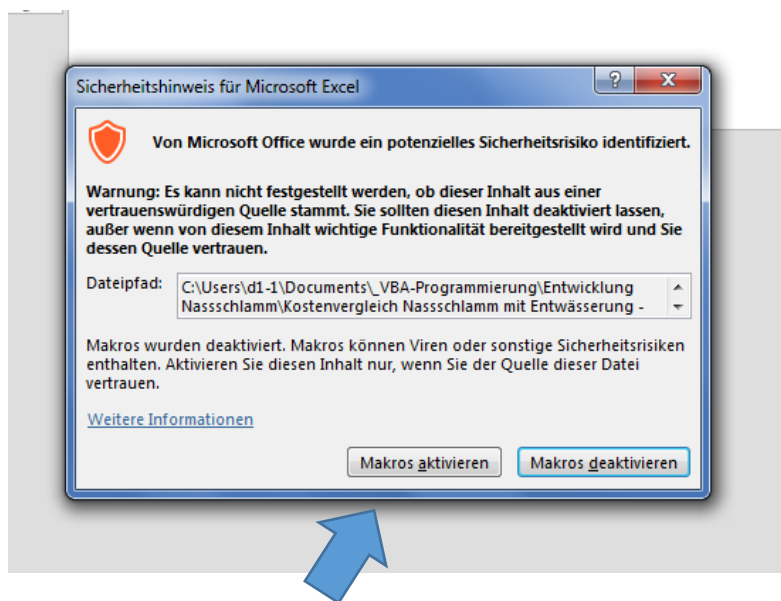 Sicherheitshinweis für Microsoft Excel
?
Von Microsoft Office wurde ein potenzielles Sicherheitsrisiko identifiziert.
Warnung: Es kann nicht festgestellt werden, ob dieser Inhalt aus einer
vertrauenswürdigen Quelle stammt. Sie sollten diesen Inhalt deaktiviert lassen,
außer wenn von diesem Inhalt wichtige Funktionalität bereitgestellt wird und Sie
dessen Quelle vertrauen.
Dateipfad:
C:\Users\d1-1\Documents\_VBA-Programmierung\Entwicklung
Nassschlamm\Kostenvergleich Nassschlamm mit Entwässerung -
Makros wurden deaktiviert. Makros können Viren oder sonstige Sicherheitsrisiken
enthalten. Aktivieren Sie diesen Inhalt nur, wenn Sie der Quelle dieser Datei
vertrauen.
Weitere Informationen
Makros aktivieren
Makros deaktivieren